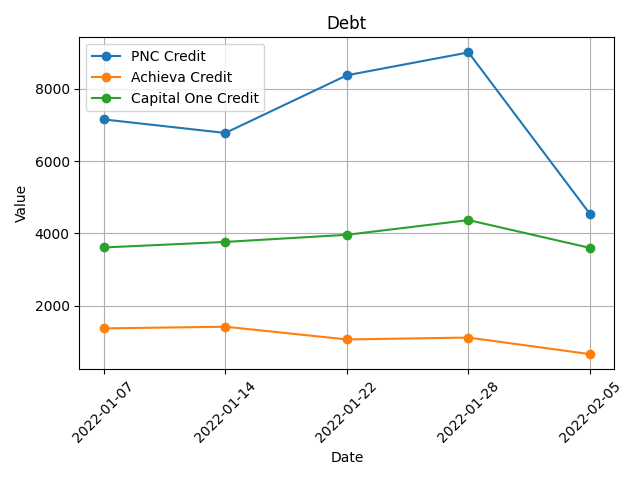 Debt
PNC Credit
Achieva Credit
Capital One Credit
8000
6000
4000
2000
Value
2022-01-07
2022-01-14
2022-01-22
2022-01-28
2022-02-05
Date